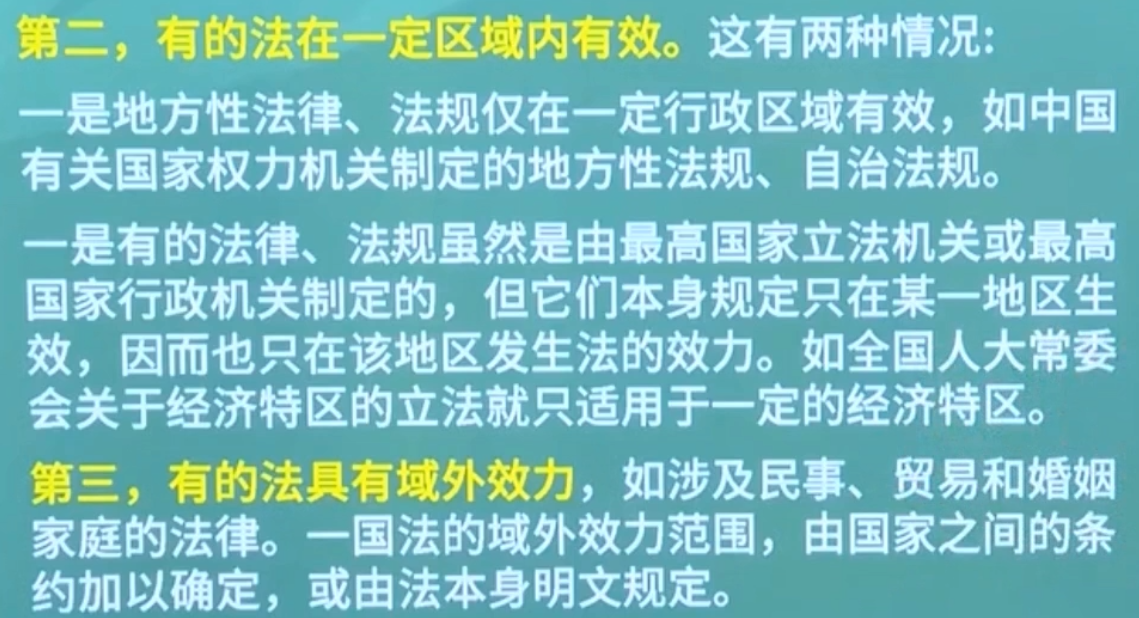 第二，有的法在一定区域内有效。这有两种情况:
一是地方性法律、法规仅在一定行政区域有效，如中国
有关国家权力机关制定的地方性法规、自治法规。
一是有的法律、法规虽然是由最高国家立法机关或最高
国家行政机关制定的，但它们本身规定只在某一地区生
效，因而也只在该地区发生法的效力。如全国人大常委
会关于经济特区的立法就只适用于一定的经济特区。
第三，有的法具有域外效力，如涉及民事、贸易和婚姻
家庭的法律。一国法的域外效力范围，由国家之间的条
约加以确定，或由法本身明文规定。